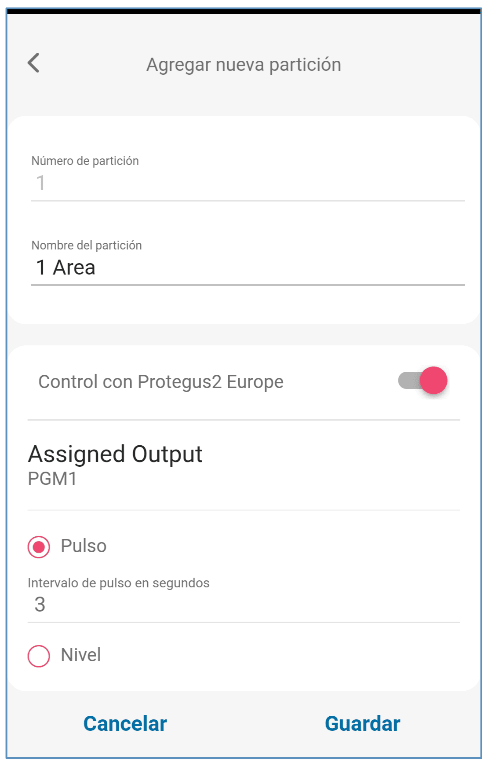 Agregar nueva partición
Número de partición
1
Nombre del partición
1 Area
Control con Protegus2 Europe
Assigned Output
PGM1
Pulso
Intervalo de pulso en segundos
3
Nivel
Cancelar Guardar